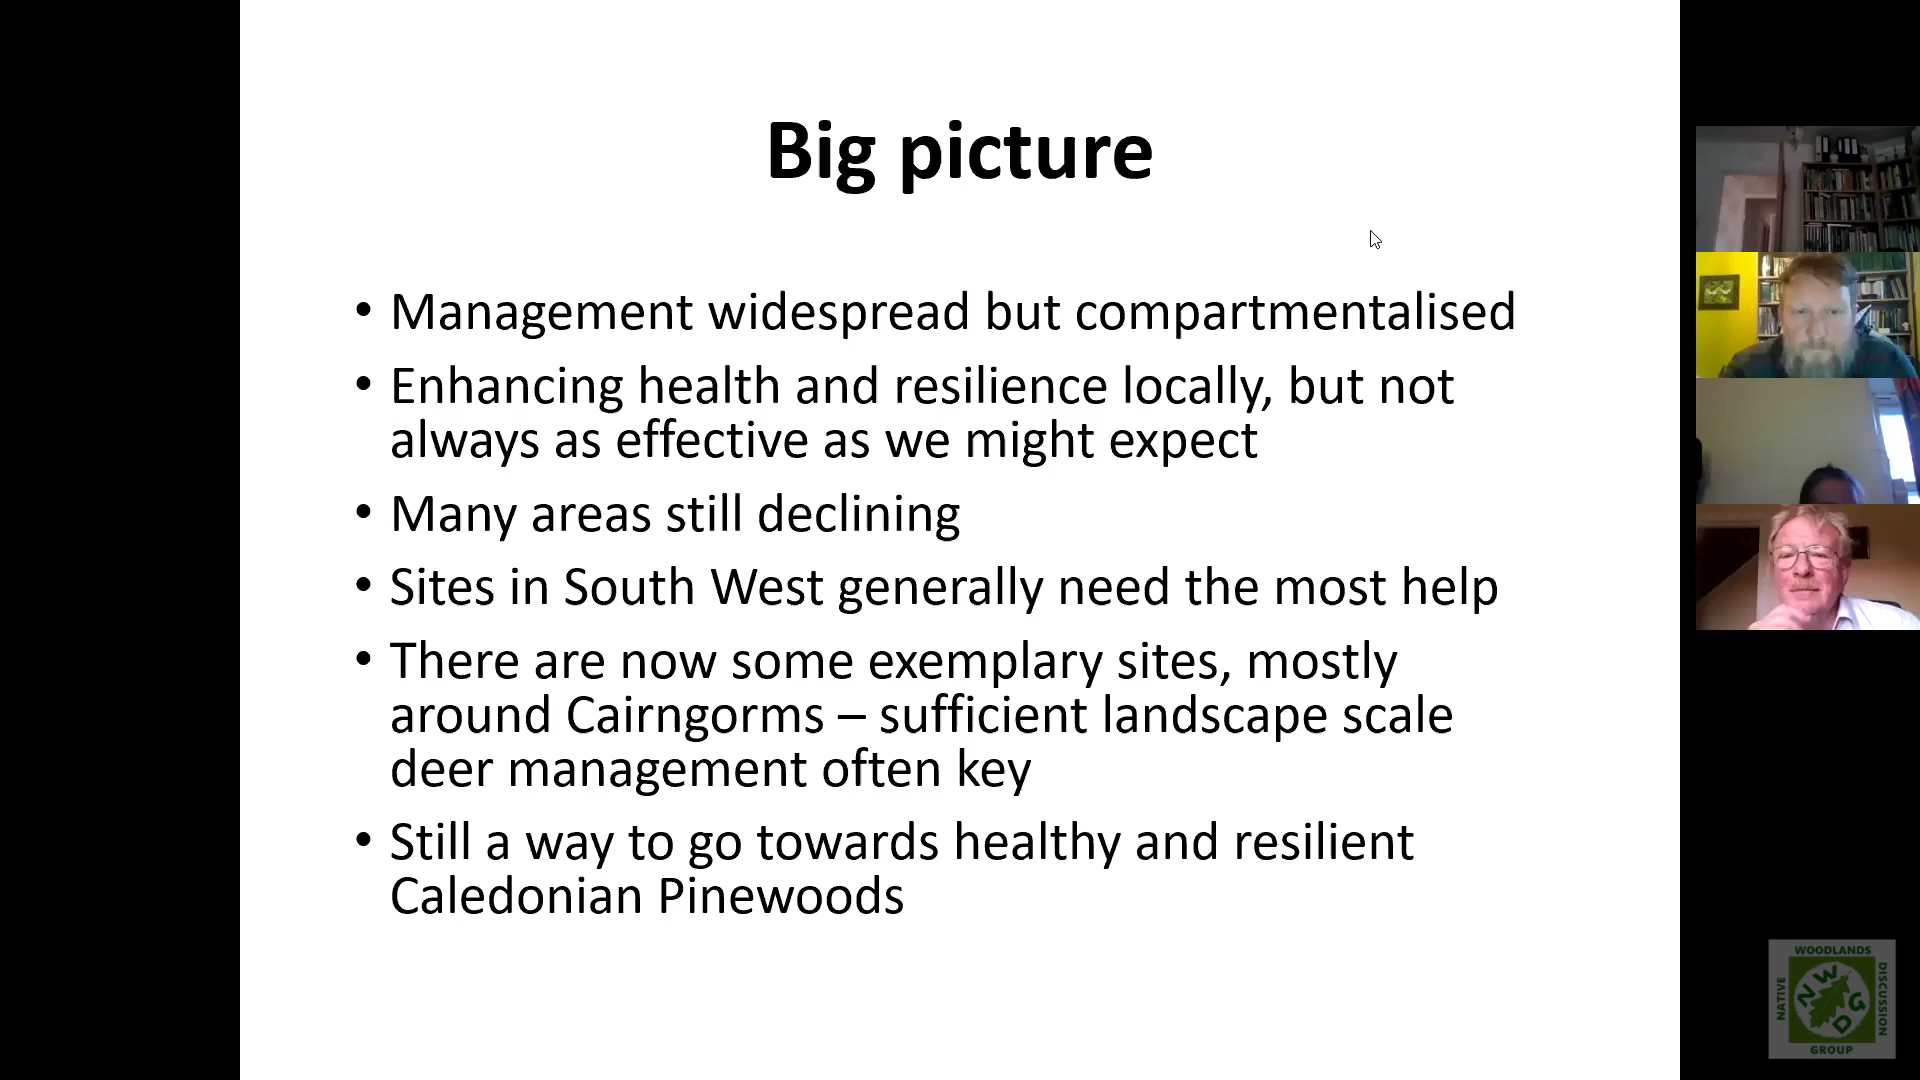 Big picture
• Management widespread but compartmentalised
• Enhancing health and resilience locally, but not
always as effective as we might expect
• Many areas still declining
• Sites in South West generally need the most help
• There are now some exemplary sites, mostly
around Cairngorms – sufficient landscape scale
deer management often key
• Still a way to go towards healthy and resilient
Caledonian Pinewoods
WOODLANDS
NATIVE
NWDG
DISCUSSION
GROUP